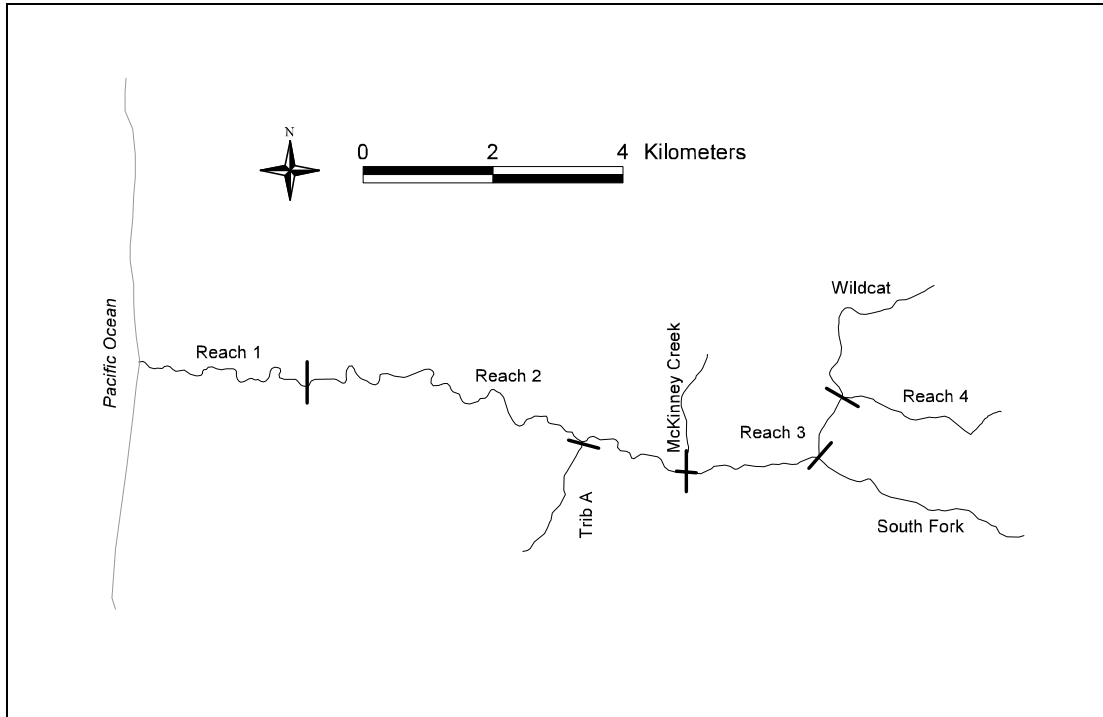 N
0 2 4 Kilometers
Wildcat
Pacific Ocean
Reach 1
Reach 2
McKinney Creek
Reach 4
Reach 3
Trib A
South Fork